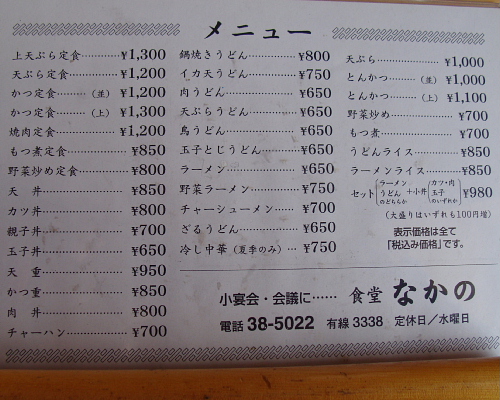 メニュー
上天ぷら定食…………¥1,300
天ぷら定食…………¥1,200
かつ定食………(並)…¥1,200
かつ定食………(上)…¥1,300
焼肉定食…………¥1,200
もつ煮定食…………¥850
野菜炒め定食…………¥800
天　丼…………¥850
カツ丼…………¥800
親子丼…………¥700
玉子丼…………¥650
天　重…………¥950
かつ重…………¥850
肉　丼…………¥800
チャーハン…………¥700
鍋焼きうどん…………¥800
イカ天うどん…………¥750
肉うどん…………¥650
天ぷらうどん…………¥650
鳥うどん…………¥650
玉子とじうどん…………¥650
ラーメン…………¥650
野菜ラーメン…………¥750
チャーシューメン…………¥700
ざるうどん…………¥650
冷し中華(夏季のみ)…¥750
天ぷら…………¥1,000
とんかつ……(並)…¥1,000
とんかつ……(上)…¥1,100
野菜炒め…………¥700
もつ煮…………¥700
うどんライス…………¥850
ラーメンライス…………¥850
セット(ラーメン うどん のどちらか)+小丼(カツ・肉 玉子 のいずれか)¥980
(大盛りはいずれも100円増)
表示価格は全て
「税込み価格」です。
小宴会・会議に…… 食堂 なかの
電話 38-5022 有線 3338 定休日/水曜日